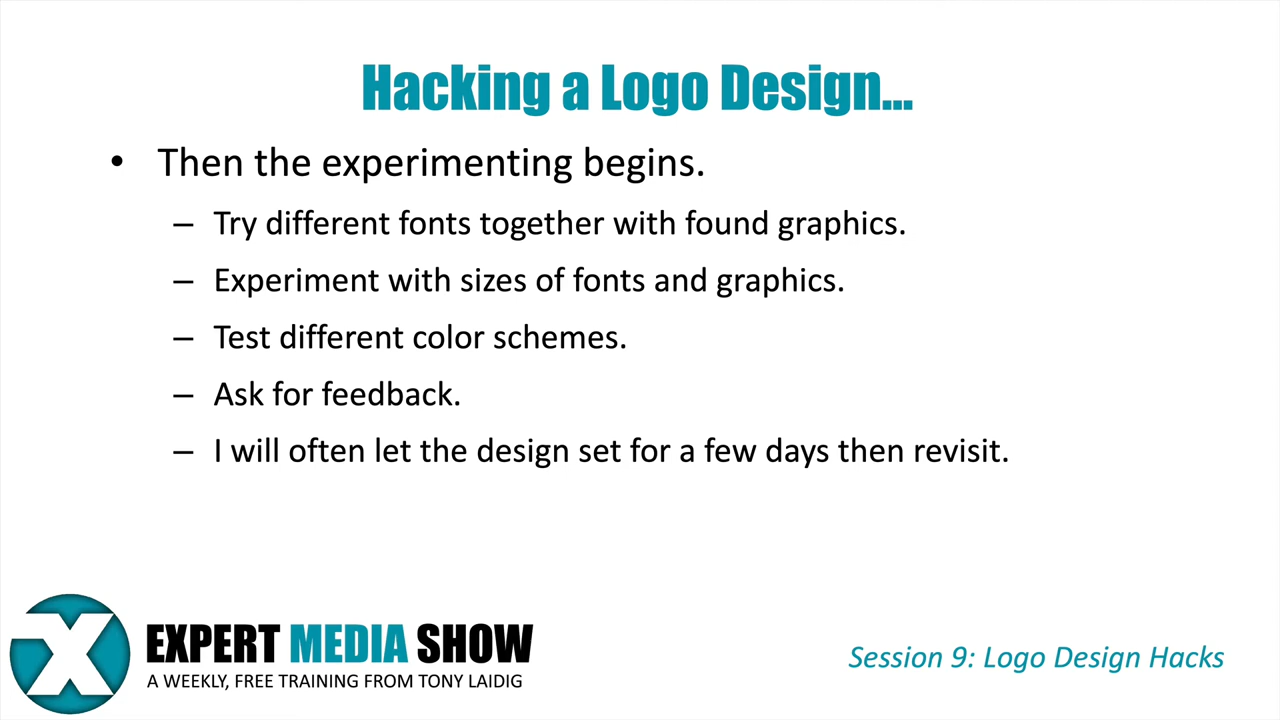 Hacking a Logo Design...
• Then the experimenting begins.
– Try different fonts together with found graphics.
– Experiment with sizes of fonts and graphics.
– Test different color schemes.
– Ask for feedback.
– I will often let the design set for a few days then revisit.
X
EXPERT MEDIA SHOW
A WEEKLY, FREE TRAINING FROM TONY LAIDIG
Session 9: Logo Design Hacks